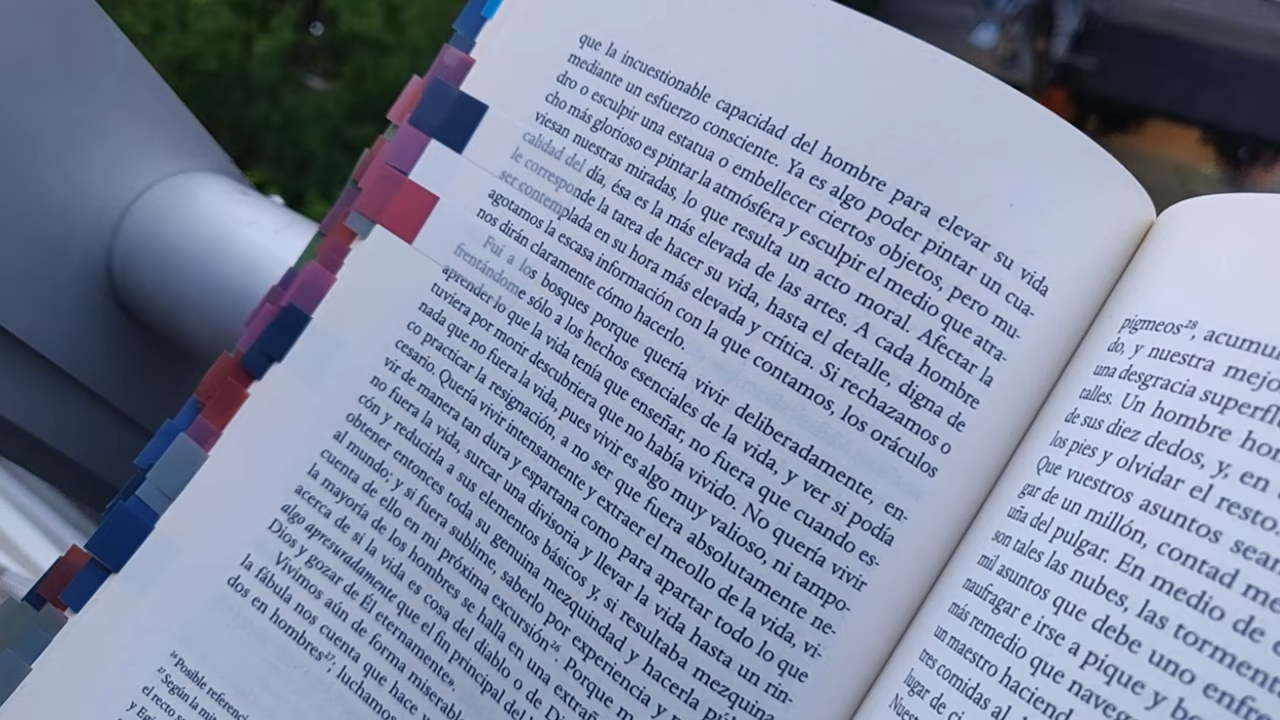 que la incuestionable capacidad del hombre para elevar su vida
mediante un esfuerzo consciente. Ya es algo poder pintar un cua-
dro o esculpir una estatua o embellecer ciertos objetos, pero mu-
cho más glorioso es pintar la atmósfera y esculpir el medio que atra-
viesan nuestras miradas, lo que resulta un acto moral. Afectar la
calidad del día, ésa es la más elevada de las artes. A cada hombre
le corresponde la tarea de hacer su vida, hasta el detalle, digna de
ser contemplada en su hora más elevada y crítica. Si rechazamos o
agotamos la escasa información con la que contamos, los oráculos
nos dirán claramente cómo hacerlo.
Fui a los bosques porque quería vivir deliberadamente, en-
frentándome sólo a los hechos esenciales de la vida, y ver si podía
aprender lo que la vida tenía que enseñar, no fuera que cuando es-
tuviera por morir descubriera que no había vivido. No quería vivir
nada que no fuera la vida, pues vivir es algo muy valioso, ni tampo-
co practicar la resignación, a no ser que fuera absolutamente ne-
cesario. Quería vivir intensamente y extraer el meollo de la vida, vi-
vir de manera tan dura y espartana como para apartar todo lo que
no fuera la vida, surcar una divisoria y llevar la vida hasta un rin-
cón y reducirla a sus elementos básicos y, si resultaba mezquina
obtener entonces toda su genuina mezquindad y hacerla
al mundo; y si fuera sublime, saberlo por experiencia y
cuenta de ello en mi próxima excursión²⁶. Porque
la mayoría de los hombres se halla en una
acerca de si la vida es cosa del diablo o de
algo apresuradamente que el fin principal del
Dios y gozar de Él eternamente».
Vivimos aún de forma
la fábula nos cuenta que hace
dos en hombres²⁷, luchamos
²⁶ Posible
²⁷ Según la
el recto
pigmeos²⁸,
do, y nuestra
una desgracia
talles. Un hombre
de sus diez dedos, y, en
los pies y olvidar el resto
Que vuestros asuntos sean
gar de un millón, contad
uña del pulgar. En medio de
son tales las nubes, las
mil asuntos que debe uno
naufragar e irse a pique y
más remedio que
un maestro
tres comidas al
lugar de